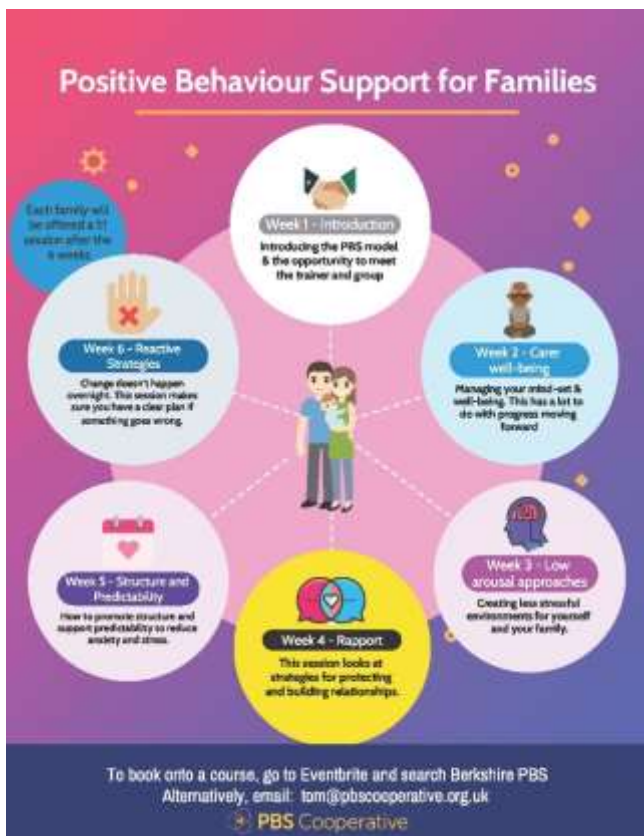 Positive Behaviour Support for Families
Each family will
be offered a 1:1
session after the
6 weeks.
Week 1 - Introduction
Introducing the PBS model
& the opportunity to meet
the trainer and group
Week 2 - Carer
well-being
Managing your mind-set &
well-being. This has a lot to
do with progress moving
forward
Week 3 - Low
arousal approaches
Creating less stressful
environments for yourself
and your family.
Week 4 - Rapport
This session looks at
strategies for protecting
and building relationships.
Week 5 - Structure and
Predictability
How to promote structure and
support predictability to reduce
anxiety and stress.
Week 6 - Reactive
Strategies
Change doesn't happen
overnight. This session makes
sure you have a clear plan if
something goes wrong.
To book onto a course, go to Eventbrite and search Berkshire PBS
Alternatively, email: tom@pbscooperative.org.uk
PBS Cooperative